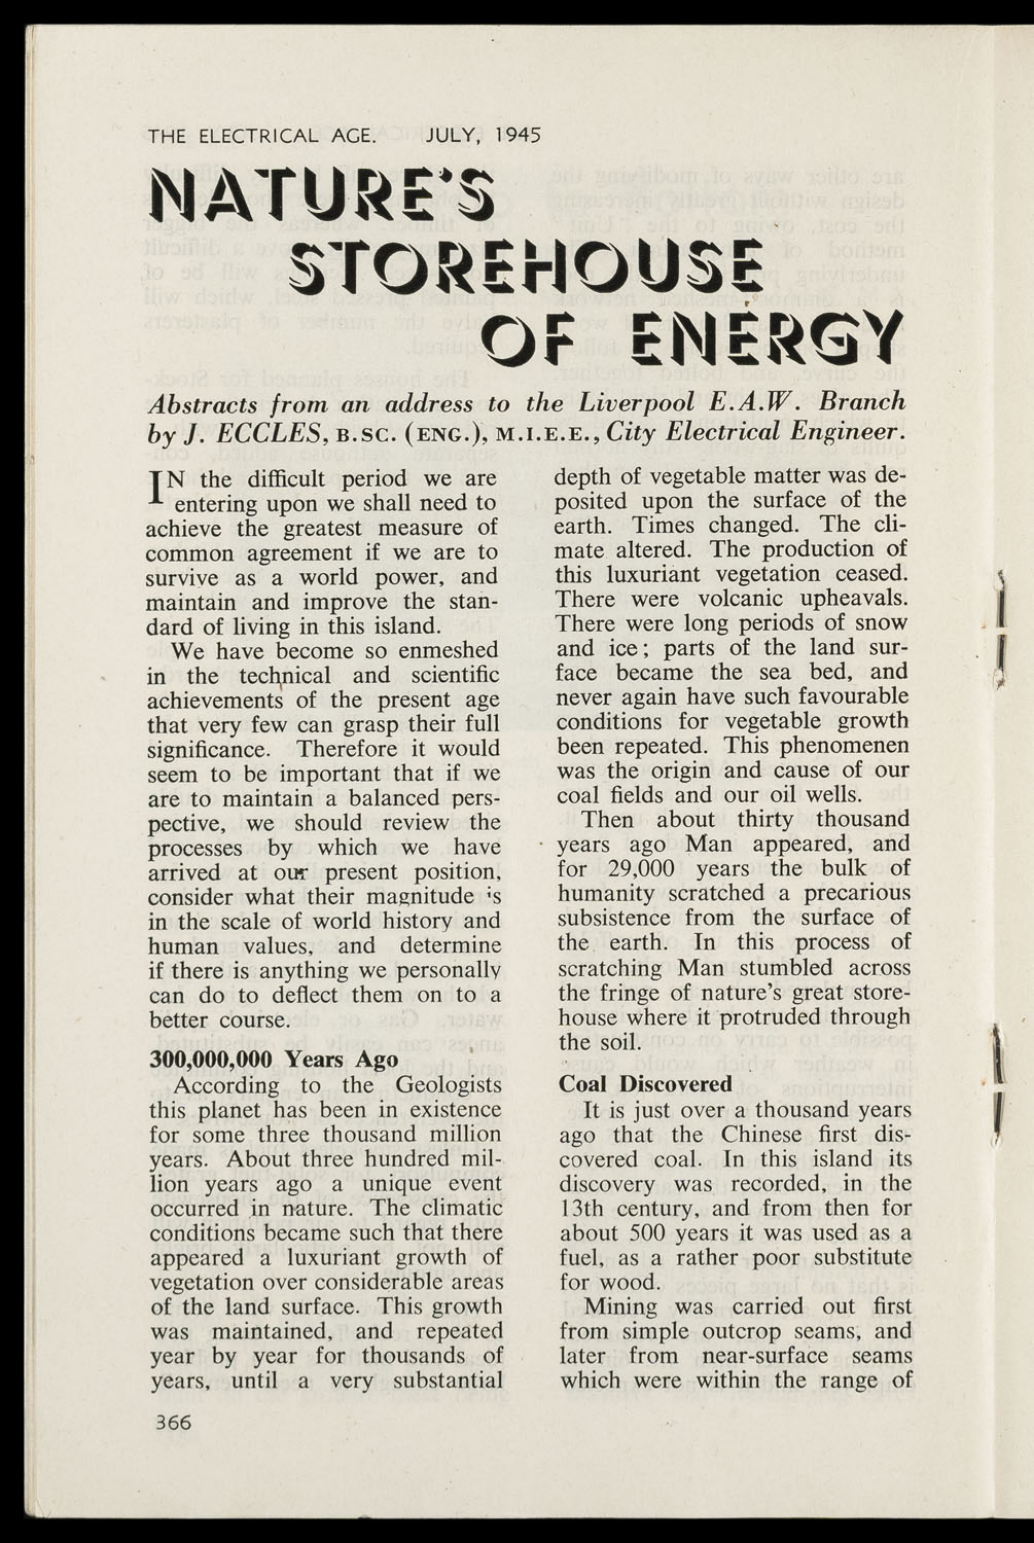 THE ELECTRICAL AGE. JULY, 1945
NATURE'S
STOREHOUSE
OF ENERGY
Abstracts from an address to the Liverpool E.A.W. Branch
by J. ECCLES, B.SC. (ENG.), M.I.E.E., City Electrical Engineer.
IN the difficult period we are
entering upon we shall need to
achieve the greatest measure of
common agreement if we are to
survive as a world power, and
maintain and improve the stan-
dard of living in this island.
We have become so enmeshed
in the technical and scientific
achievements of the present age
that very few can grasp their full
significance. Therefore it would
seem to be important that if we
are to maintain a balanced pers-
pective, we should review the
processes by which we have
arrived at our present position,
consider what their magnitude is
in the scale of world history and
human values, and determine
if there is anything we personally
can do to deflect them on to a
better course.
300,000,000 Years Ago
According to the Geologists
this planet has been in existence
for some three thousand million
years. About three hundred mil-
lion years ago a unique event
occurred in nature. The climatic
conditions became such that there
appeared a luxuriant growth of
vegetation over considerable areas
of the land surface. This growth
was maintained, and repeated
year by year for thousands of
years, until a very substantial
depth of vegetable matter was de-
posited upon the surface of the
earth. Times changed. The cli-
mate altered. The production of
this luxuriant vegetation ceased.
There were volcanic upheavals.
There were long periods of snow
and ice; parts of the land sur-
face became the sea bed, and
never again have such favourable
conditions for vegetable growth
been repeated. This phenomenen
was the origin and cause of our
coal fields and our oil wells.
Then about thirty thousand
years ago Man appeared, and
for 29,000 years the bulk of
humanity scratched a precarious
subsistence from the surface of
the earth. In this process of
scratching Man stumbled across
the fringe of nature's great store-
house where it protruded through
the soil.
Coal Discovered
It is just over a thousand years
ago that the Chinese first dis-
covered coal. In this island its
discovery was recorded, in the
13th century, and from then for
about 500 years it was used as a
fuel, as a rather poor substitute
for wood.
Mining was carried out first
from simple outcrop seams, and
later from near-surface seams
which were within the range of
366